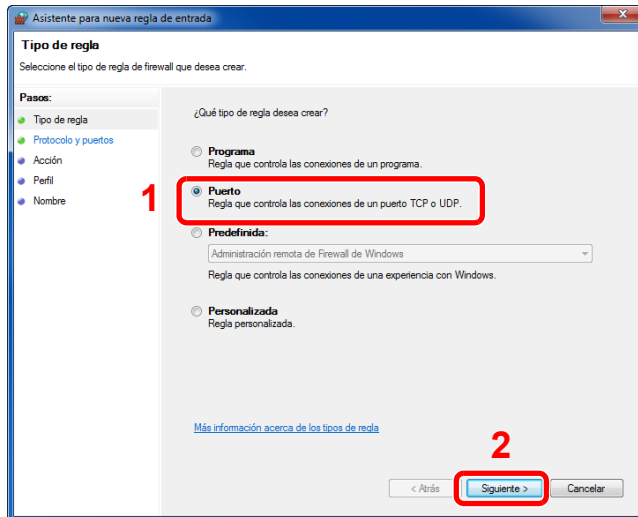 Asistente para nueva regla de entrada
Tipo de regla
Seleccione el tipo de regla de firewall que desea crear.
Pasos:
Tipo de regla
Protocolo y puertos
Acción
Perfil
Nombre
¿Qué tipo de regla desea crear?
Programa
Regla que controla las conexiones de un programa.
1
Puerto
Regla que controla las conexiones de un puerto TCP o UDP.
Predefinida:
Administración remota de Firewall de Windows
Regla que controla las conexiones de una experiencia con Windows.
Personalizada
Regla personalizada.
Más información acerca de los tipos de regla
2
< Atrás
Siguiente >
Cancelar